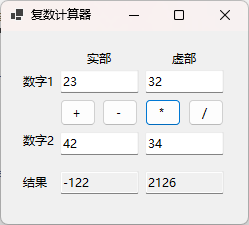 复数计算器
实部 虚部
数字1 23 32
+ - * /
数字2 42 34
结果 -122 2126